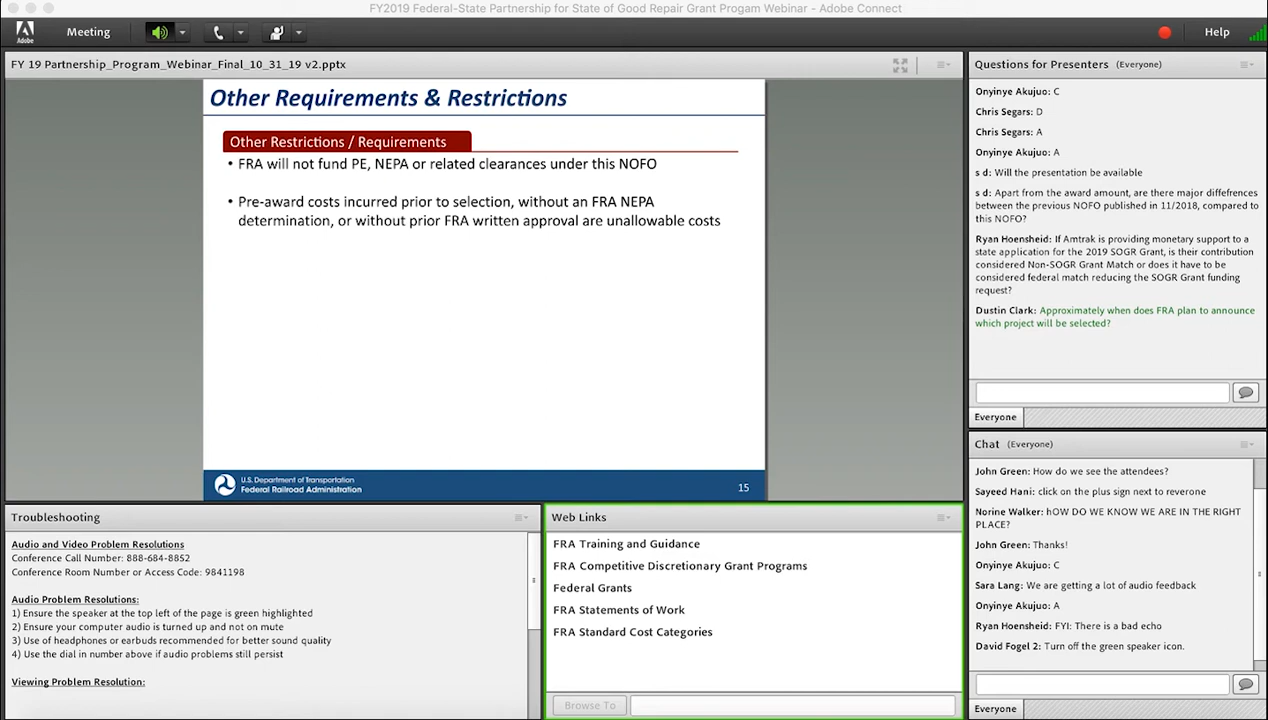 FY2019 Federal-State Partnership for State of Good Repair Grant Progam Webinar - Adobe Connect
Adobe
Meeting
Help
FY 19 Partnership_Program_Webinar_Final_10_31_19 v2.pptx
Other Requirements & Restrictions
Other Restrictions / Requirements
• FRA will not fund PE, NEPA or related clearances under this NOFO
• Pre-award costs incurred prior to selection, without an FRA NEPA
determination, or without prior FRA written approval are unallowable costs
U.S. Department of Transportation
Federal Railroad Administration
15
Questions for Presenters (Everyone)
Onyinye Akujuo: C
Chris Segars: D
Chris Segars: A
Onyinye Akujuo: A
s d: Will the presentation be available
s d: Apart from the award amount, are there major diffefrences
between the previous NOFO published in 11/2018, compared to
this NOFO?
Ryan Hoensheid: If Amtrak is providing monetary support to a
state application for the 2019 SOGR Grant, is their contribution
considered Non-SOGR Grant Match or does it have to be
considered federal match reducing the SOGR Grant funding
request?
Dustin Clark: Approximately when does FRA plan to announce
which project will be selected?
Everyone
Chat (Everyone)
John Green: How do we see the attendees?
Sayeed Hani: click on the plus sign next to reverone
Norine Walker: hOW DO WE KNOW WE ARE IN THE RIGHT
PLACE?
John Green: Thanks!
Onyinye Akujuo: C
Sara Lang: We are getting a lot of audio feedback
Onyinye Akujuo: A
Ryan Hoensheid: FYI: There is a bad echo
David Fogel 2: Turn off the green speaker icon.
Everyone
Troubleshooting
Audio and Video Problem Resolutions
Conference Call Number: 888-684-8852
Conference Room Number or Access Code: 9841198
Audio Problem Resolutions:
1) Ensure the speaker at the top left of the page is green highlighted
2) Ensure your computer audio is turned up and not on mute
3) Use of headphones or earbuds recommended for better sound quality
4) Use the dial in number above if audio problems still persist
Viewing Problem Resolution:
Web Links
FRA Training and Guidance
FRA Competitive Discretionary Grant Programs
Federal Grants
FRA Statements of Work
FRA Standard Cost Categories
Browse To